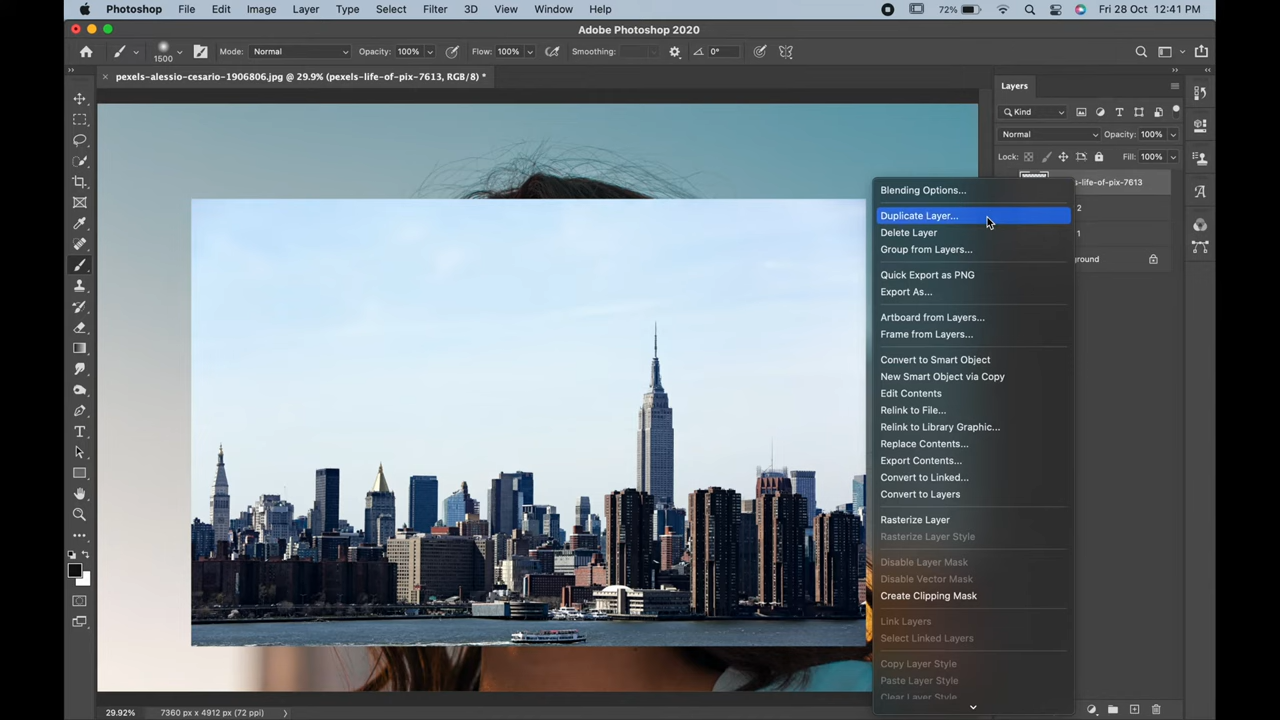 Photoshop File Edit Image Layer Type Select Filter 3D View Window Help 72% Fri 28 Oct 12:41 PM
Adobe Photoshop 2020
1500 Mode: Normal Opacity: 100% Flow: 100% Smoothing: 0°
pexels-alessio-cesario-1906806.jpg @ 29.9% (pexels-life-of-pix-7613, RGB/8) *
Layers
Kind
Normal Opacity: 100%
Lock: Fill: 100%
s-life-of-pix-7613
2
1
ground
Blending Options...
Duplicate Layer...
Delete Layer
Group from Layers...
Quick Export as PNG
Export As...
Artboard from Layers...
Frame from Layers...
Convert to Smart Object
New Smart Object via Copy
Edit Contents
Relink to File...
Relink to Library Graphic...
Replace Contents...
Export Contents...
Convert to Linked...
Convert to Layers
Rasterize Layer
Rasterize Layer Style
Disable Layer Mask
Disable Vector Mask
Create Clipping Mask
Link Layers
Select Linked Layers
Copy Layer Style
Paste Layer Style
Clear Layer Style
29.92% 7360 px x 4912 px (72 ppi)